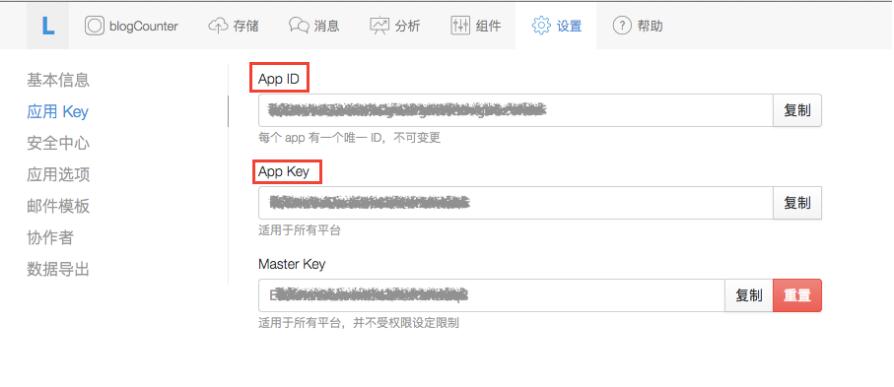 L blogCounter 存储 消息 分析 组件 设置 帮助
基本信息
应用 Key
安全中心
应用选项
邮件模板
协作者
数据导出
App ID
复制
每个 app 有一个唯一 ID，不可变更
App Key
复制
适用于所有平台
Master Key
复制 重置
适用于所有平台，并不受权限设定限制